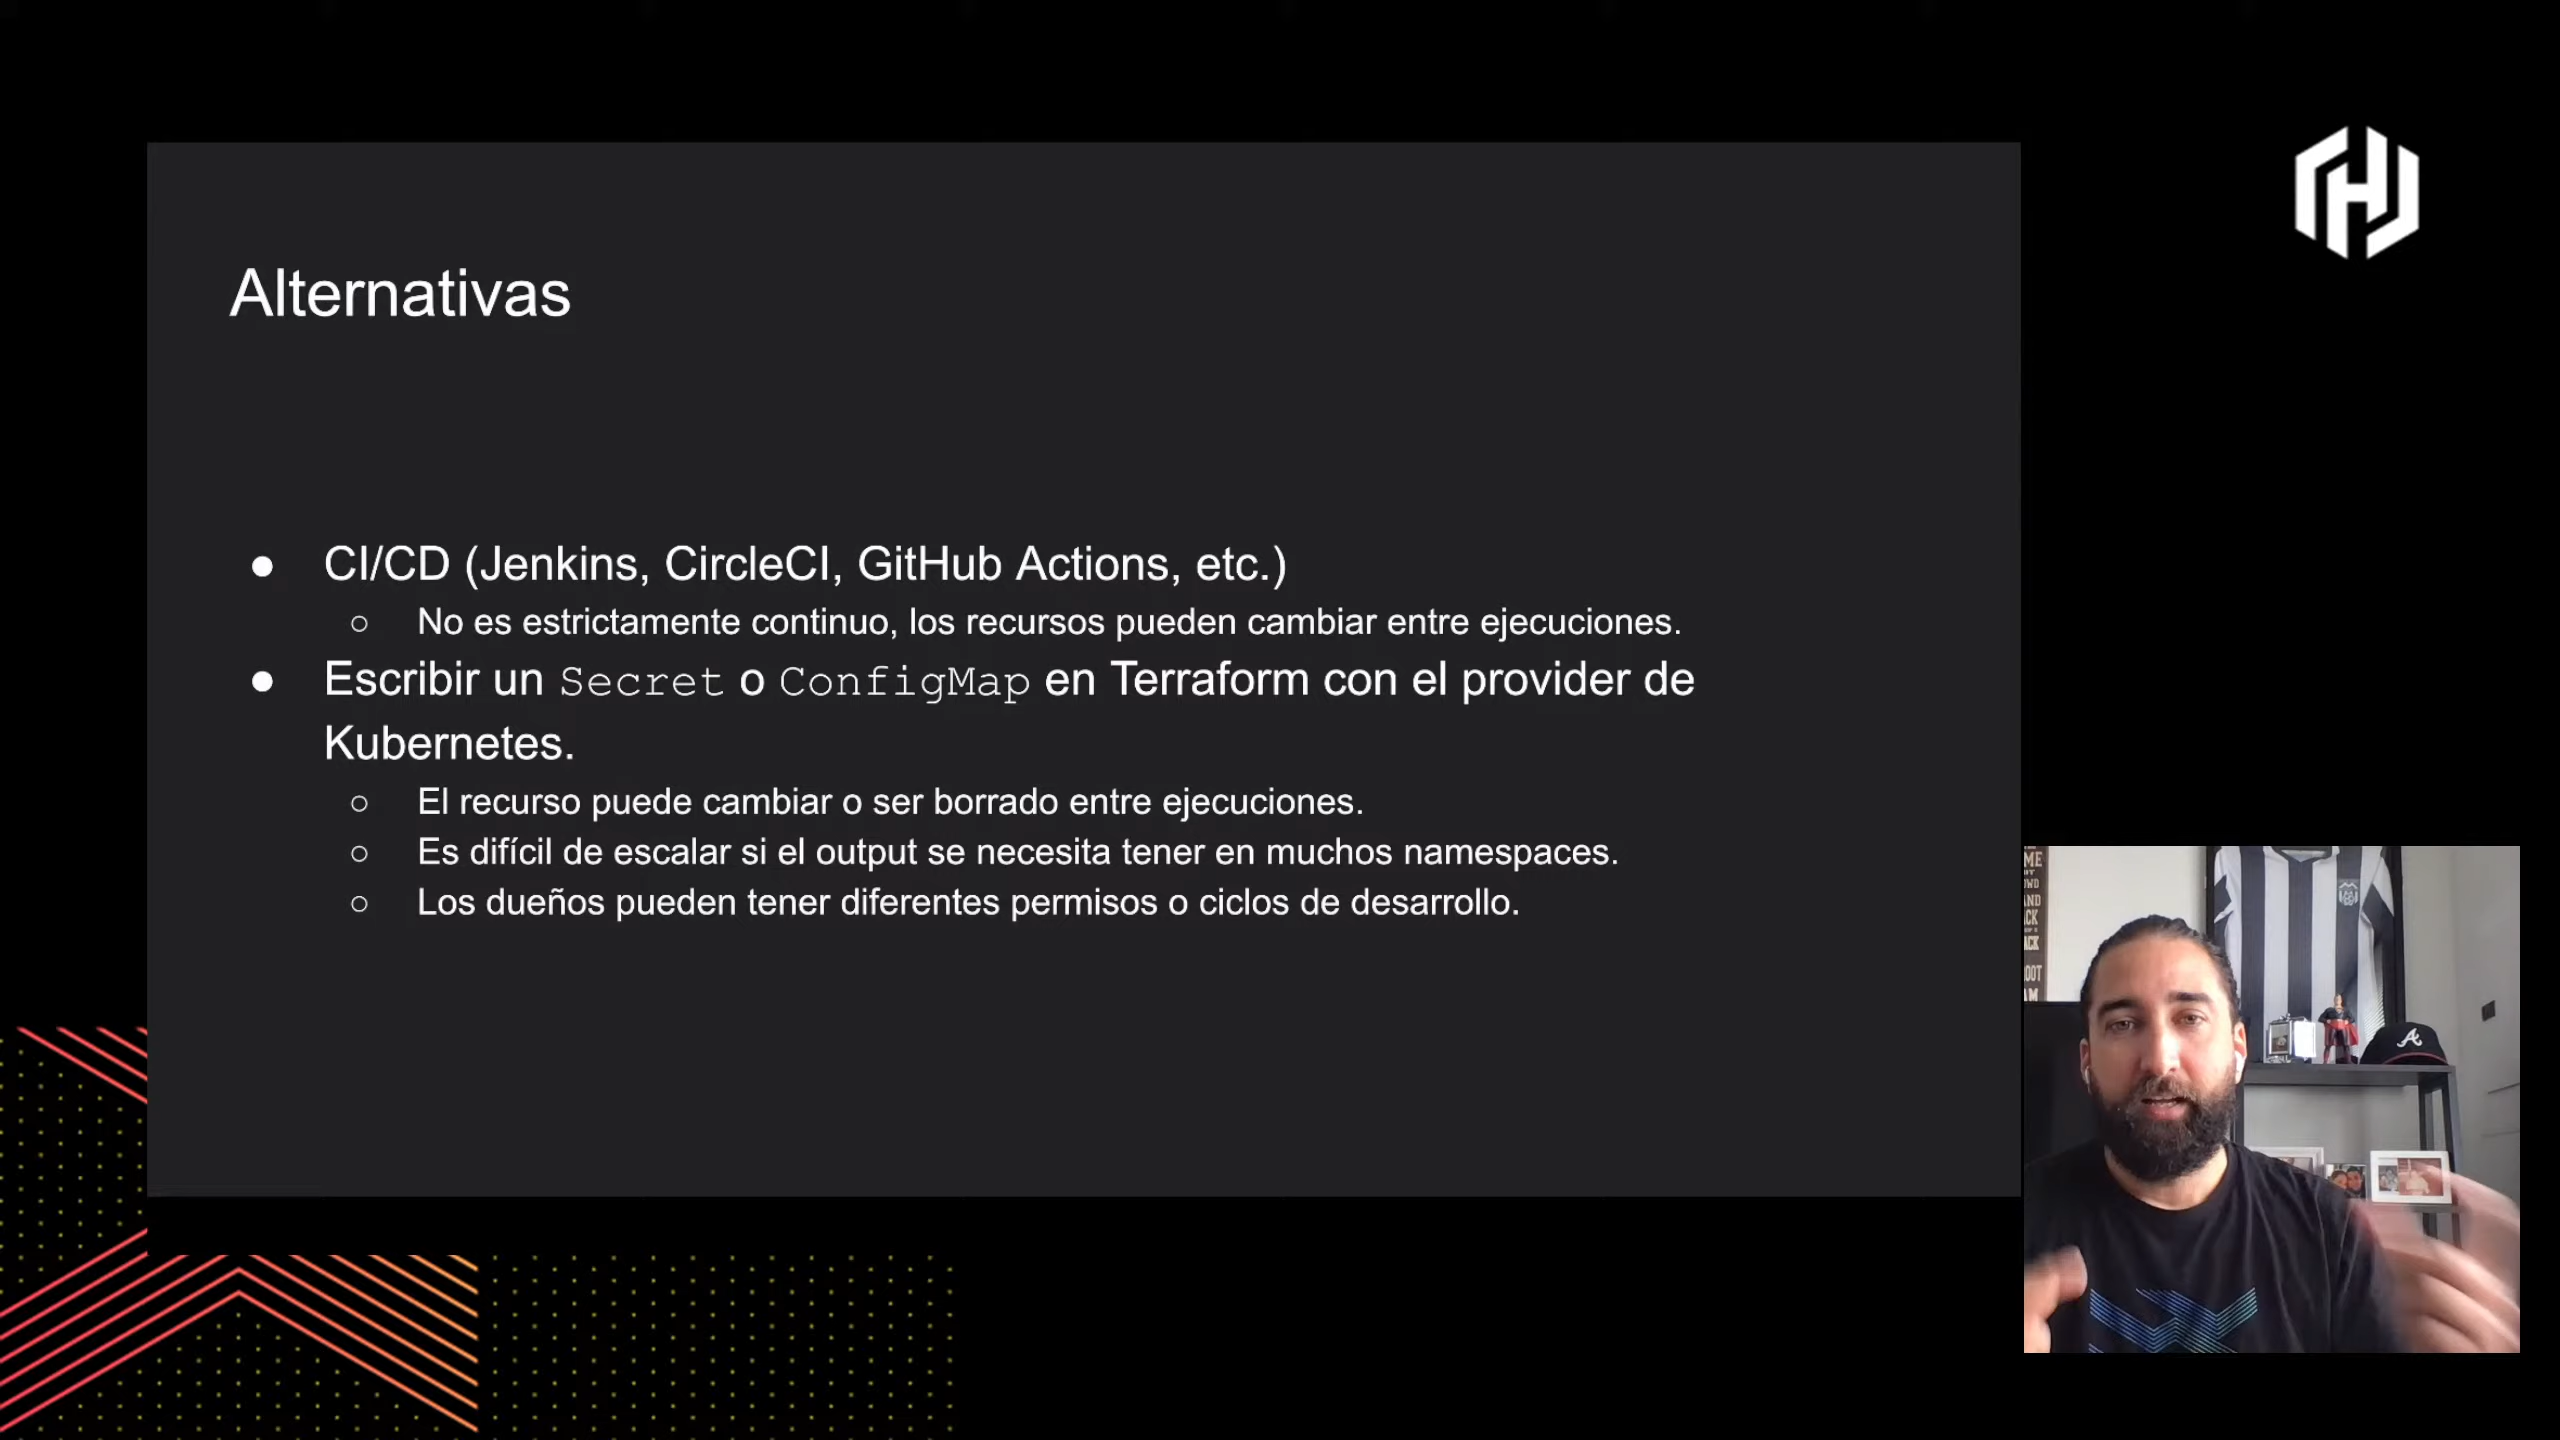 Alternativas
● CI/CD (Jenkins, CircleCI, GitHub Actions, etc.)
○ No es estrictamente continuo, los recursos pueden cambiar entre ejecuciones.
● Escribir un Secret o ConfigMap en Terraform con el provider de
Kubernetes.
○ El recurso puede cambiar o ser borrado entre ejecuciones.
○ Es difícil de escalar si el output se necesita tener en muchos namespaces.
○ Los dueños pueden tener diferentes permisos o ciclos de desarrollo.
ME
AND
ACK
A